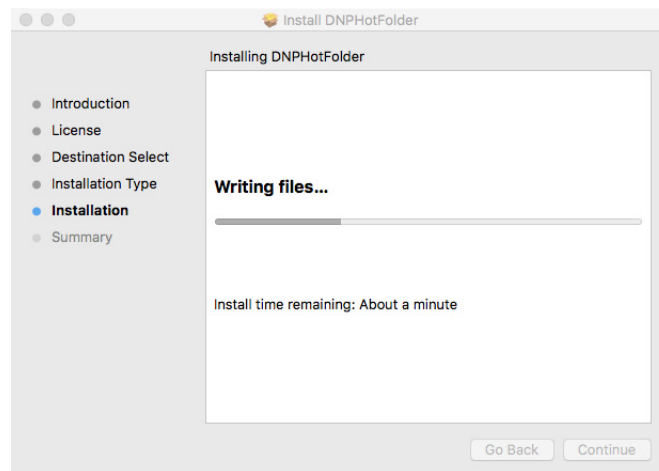 Install DNPHotFolder
Installing DNPHotFolder
Introduction
License
Destination Select
Installation Type
Installation
Summary
Writing files...
Install time remaining: About a minute
Go Back
Continue